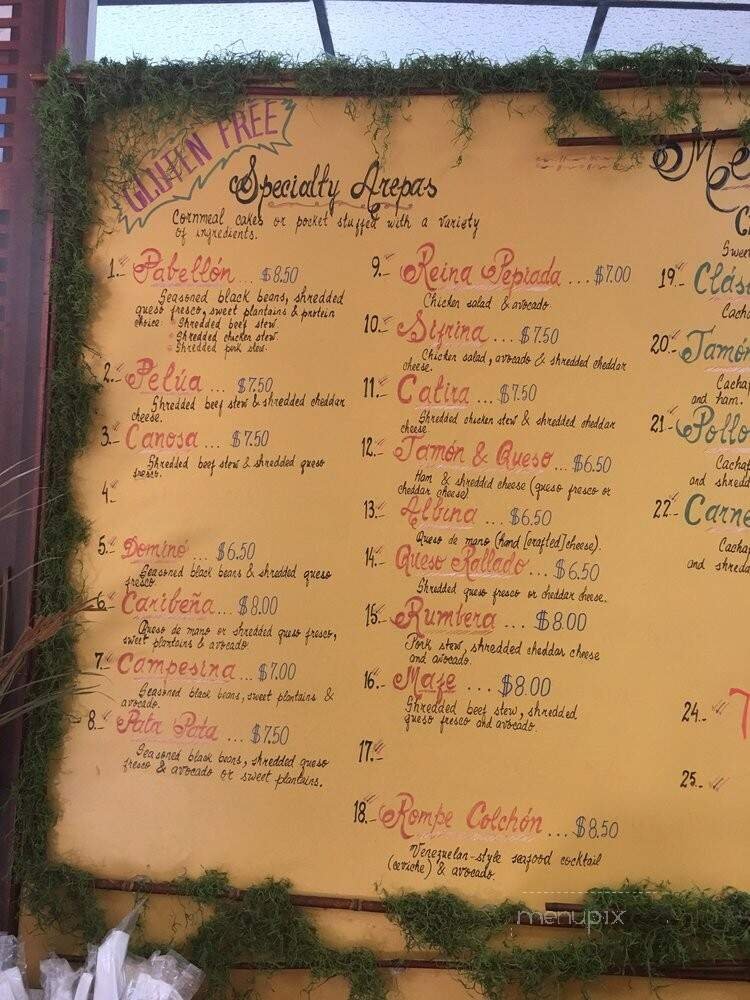 GLUTEN FREE
Specialty Arepas
Cornmeal cakes or pocket stuffed with a variety
of ingredients.
1.- Pabellón... $8.50
Seasoned black beans, shredded
queso fresco, sweet plantains & protein
choice: Shredded beef stew.
Shredded chicken stew.
Shredded pork stew.
2.- Pelúa... $7.50
Shredded beef stew & shredded cheddar
cheese.
3.- Canosa... $7.50
Shredded beef stew & shredded queso
fresco.
4.-
5.- Dominó... $6.50
Seasoned black beans & shredded queso
fresco
6.- Caribeña... $8.00
Queso de mano or shredded queso fresco,
sweet plantains & avocado.
7.- Campesina... $7.00
Seasoned black beans, sweet plantains &
avocado.
8.- Pata Pata... $7.50
Seasoned black beans, shredded queso
fresco & avocado or sweet plantains.
9.- Reina Pepiada... $7.00
Chicken salad & avocado
10.- Sifrina... $7.50
Chicken salad, avocado & shredded cheddar
cheese.
11.- Catira... $7.50
Shredded chicken stew & shredded cheddar
cheese
12.- Jamón & Queso... $6.50
Ham & shredded cheese (queso fresco or
cheddar cheese)
13.- Albina... $6.50
Queso de mano (hand [crafted] cheese).
14.- Queso Rallado... $6.50
Shredded queso fresco or cheddar cheese.
15.- Rumbera... $8.00
Pork stew, shredded cheddar cheese
and avocado.
16.- Maje.... $8.00
Shredded beef stew, shredded
queso fresco and avocado.
17.-
18.- Rompe Colchón... $8.50
Venezuelan-style seafood cocktail
(ceviche) & avocado.
Me
C
Swee
19.- Clás
Cacha
20.- Jamón
Cachap
and ham.
21.- Pollo
Cachap
and shredd
22.- Carne
Cacha
and shreda
24.-
25.-
menupix